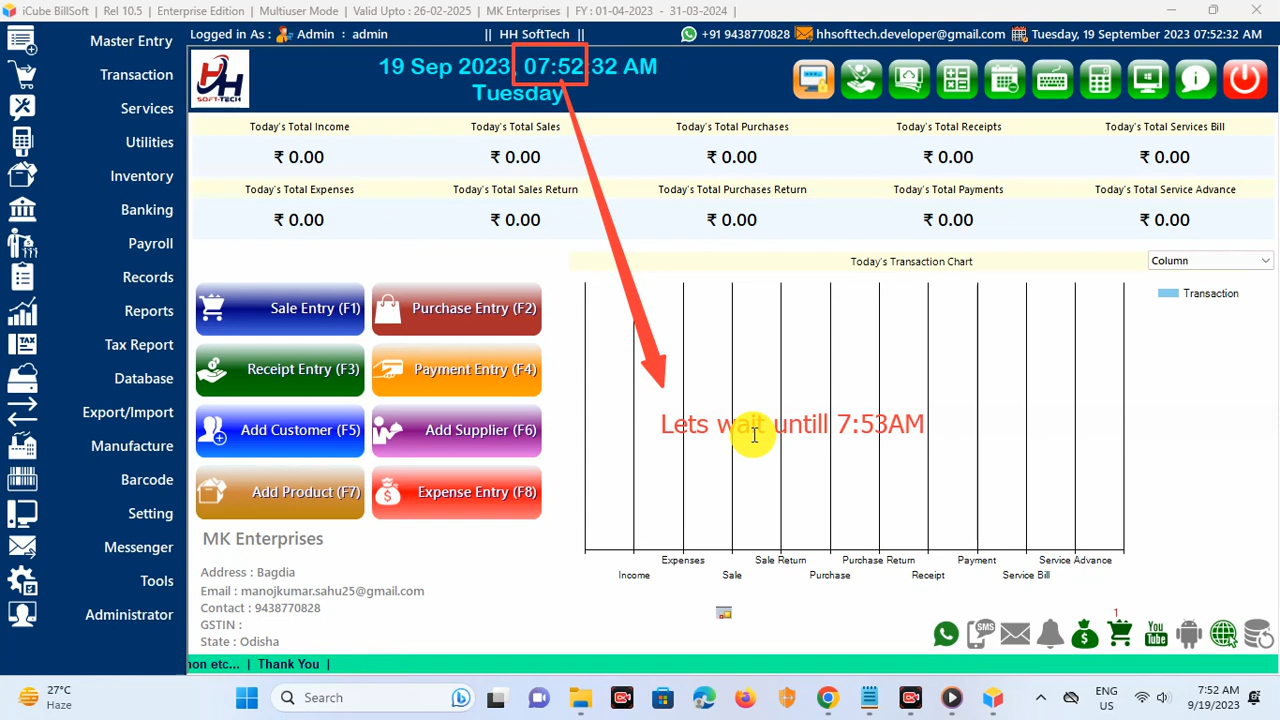 iCube BillSoft | Rel 10.5 | Enterprise Edition | Multiuser Mode | Valid Upto : 26-02-2025 | MK Enterprises | FY : 01-04-2023 - 31-03-2024 |
Logged in As : Admin : admin || HH SoftTech || +91 9438770828 hhsofttech.developer@gmail.com Tuesday, 19 September 2023 07:52:32 AM
HH
SOFT-TECH
19 Sep 2023, 07:52:32 AM
Tuesday
Master Entry
Transaction
Services
Utilities
Inventory
Banking
Payroll
Records
Reports
TAX
Tax Report
Database
Export/Import
Manufacture
Barcode
Setting
Messenger
Tools
Administrator
Today's Total Income Today's Total Sales Today's Total Purchases Today's Total Receipts Today's Total Services Bill
₹ 0.00 ₹ 0.00 ₹ 0.00 ₹ 0.00 ₹ 0.00
Today's Total Expenses Today's Total Sales Return Today's Total Purchases Return Today's Total Payments Today's Total Service Advance
₹ 0.00 ₹ 0.00 ₹ 0.00 ₹ 0.00 ₹ 0.00
Today's Transaction Chart Column
Transaction
Sale Entry (F1) Purchase Entry (F2)
Receipt Entry (F3) Payment Entry (F4)
Add Customer (F5) Add Supplier (F6)
Add Product (F7) Expense Entry (F8)
Lets wait untill 7:53AM
Expenses Sale Return Purchase Return Payment Service Advance
Income Sale Purchase Receipt Service Bill
MK Enterprises
Address : Bagdia
Email : manojkumar.sahu25@gmail.com
Contact : 9438770828
GSTIN :
State : Odisha
1
SMS
You
Tube
non etc... | Thank You |
27°C
Haze
Search
ENG
US
7:52 AM
9/19/2023